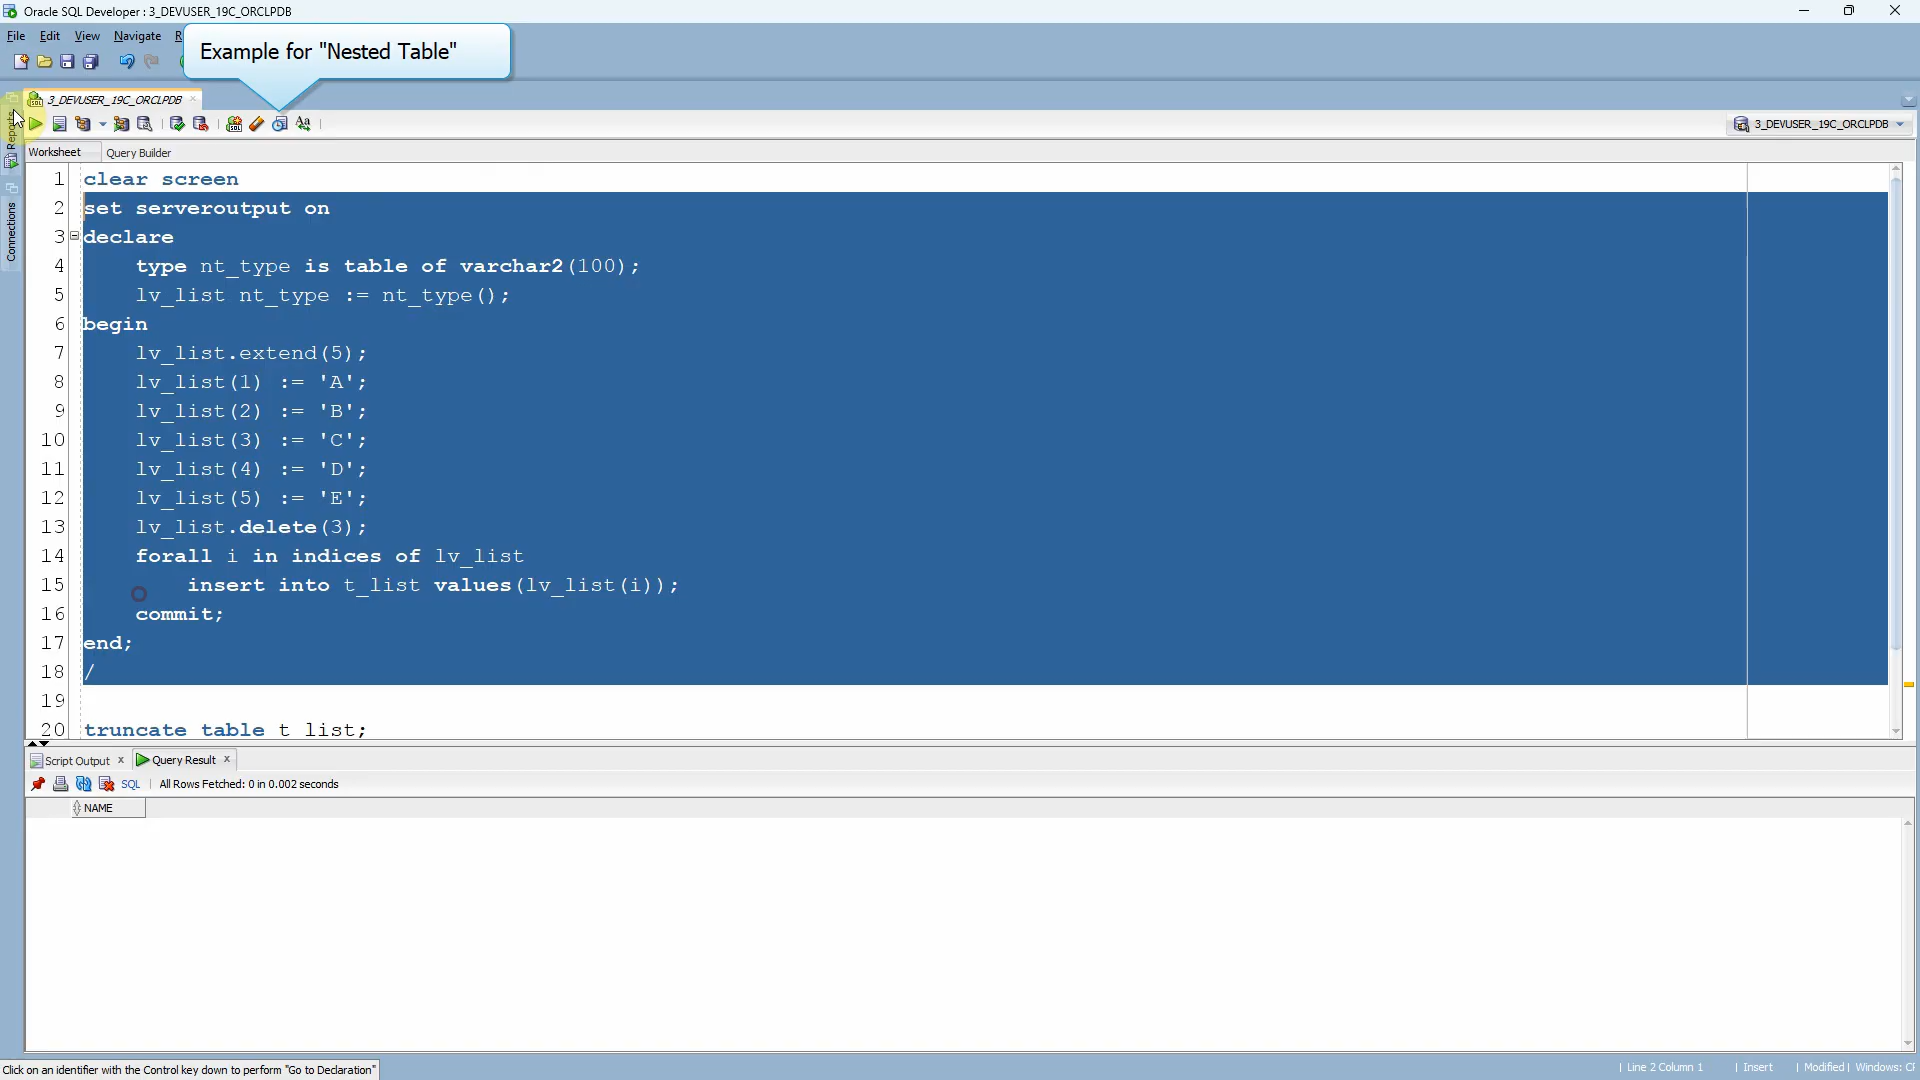 Oracle SQL Developer : 3_DEVUSER_19C_ORCLPDB
File Edit View Navigate R
Example for "Nested Table"
3_DEVUSER_19C_ORCLPDB
3_DEVUSER_19C_ORCLPDB
Reports
Connections
Worksheet Query Builder
1 clear screen
2 set serveroutput on
3 declare
4 type nt_type is table of varchar2(100);
5 lv_list nt_type := nt_type();
6 begin
7 lv_list.extend(5);
8 lv_list(1) := 'A';
9 lv_list(2) := 'B';
10 lv_list(3) := 'C';
11 lv_list(4) := 'D';
12 lv_list(5) := 'E';
13 lv_list.delete(3);
14 forall i in indices of lv_list
15 insert into t_list values(lv_list(i));
16 commit;
17 end;
18 /
19
20 truncate table t_list;
Script Output x Query Result x
SQL | All Rows Fetched: 0 in 0.002 seconds
NAME
Click on an identifier with the Control key down to perform "Go to Declaration"
| Line 2 Column 1 | Insert | Modified | Windows: CF